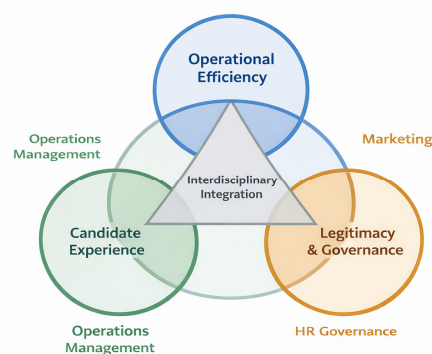 Operational
Efficiency
Operations
Management
Marketing
Interdisciplinary
Integration
Candidate
Experience
Legitimacy
& Governance
Operations
Management
HR Governance